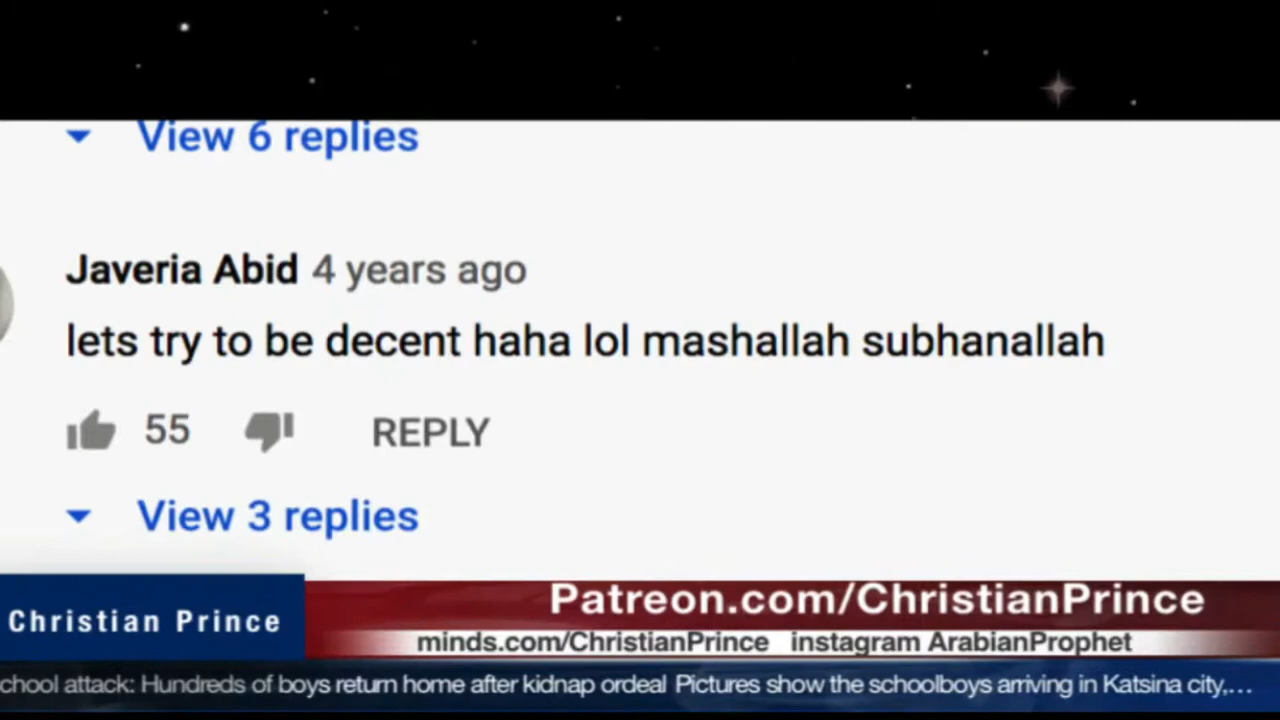 View 6 replies
Javeria Abid 4 years ago
lets try to be decent haha lol mashallah subhanallah
55 REPLY
View 3 replies
Christian Prince
Patreon.com/ChristianPrince
minds.com/ChristianPrince instagram ArabianProphet
chool attack: Hundreds of boys return home after kidnap ordeal Pictures show the schoolboys arriving in Katsina city,...